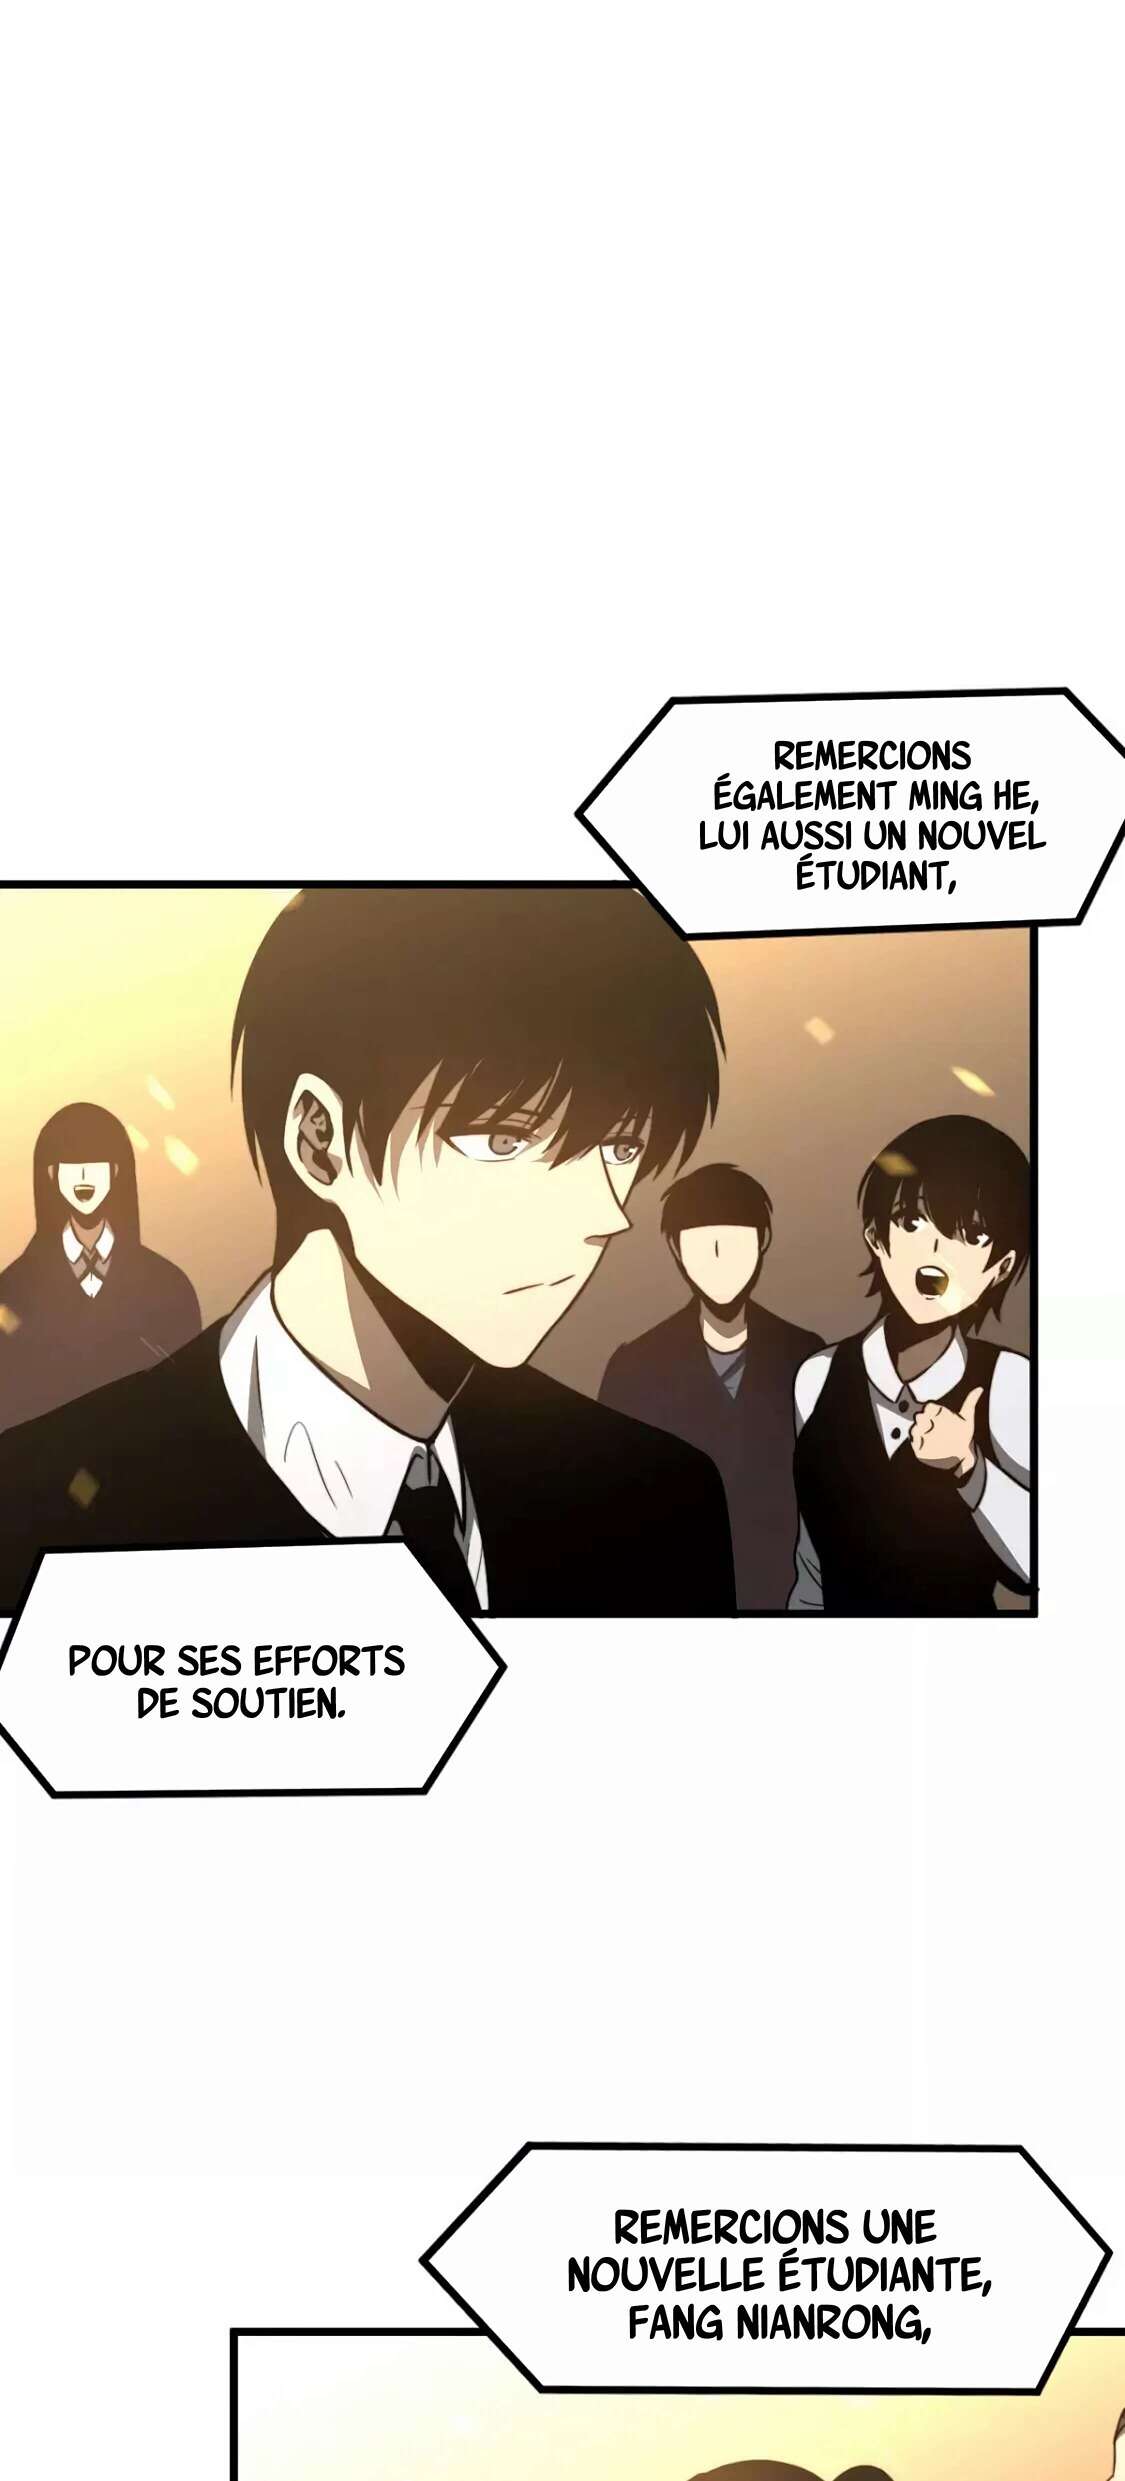 REMERCIONS
ÉGALEMENT MING HE,
LUI AUSSI UN NOUVEL
ÉTUDIANT,
POUR SES EFFORTS
DE SOUTIEN.
REMERCIONS UNE
NOUVELLE ÉTUDIANTE,
FANG NIANRONG,